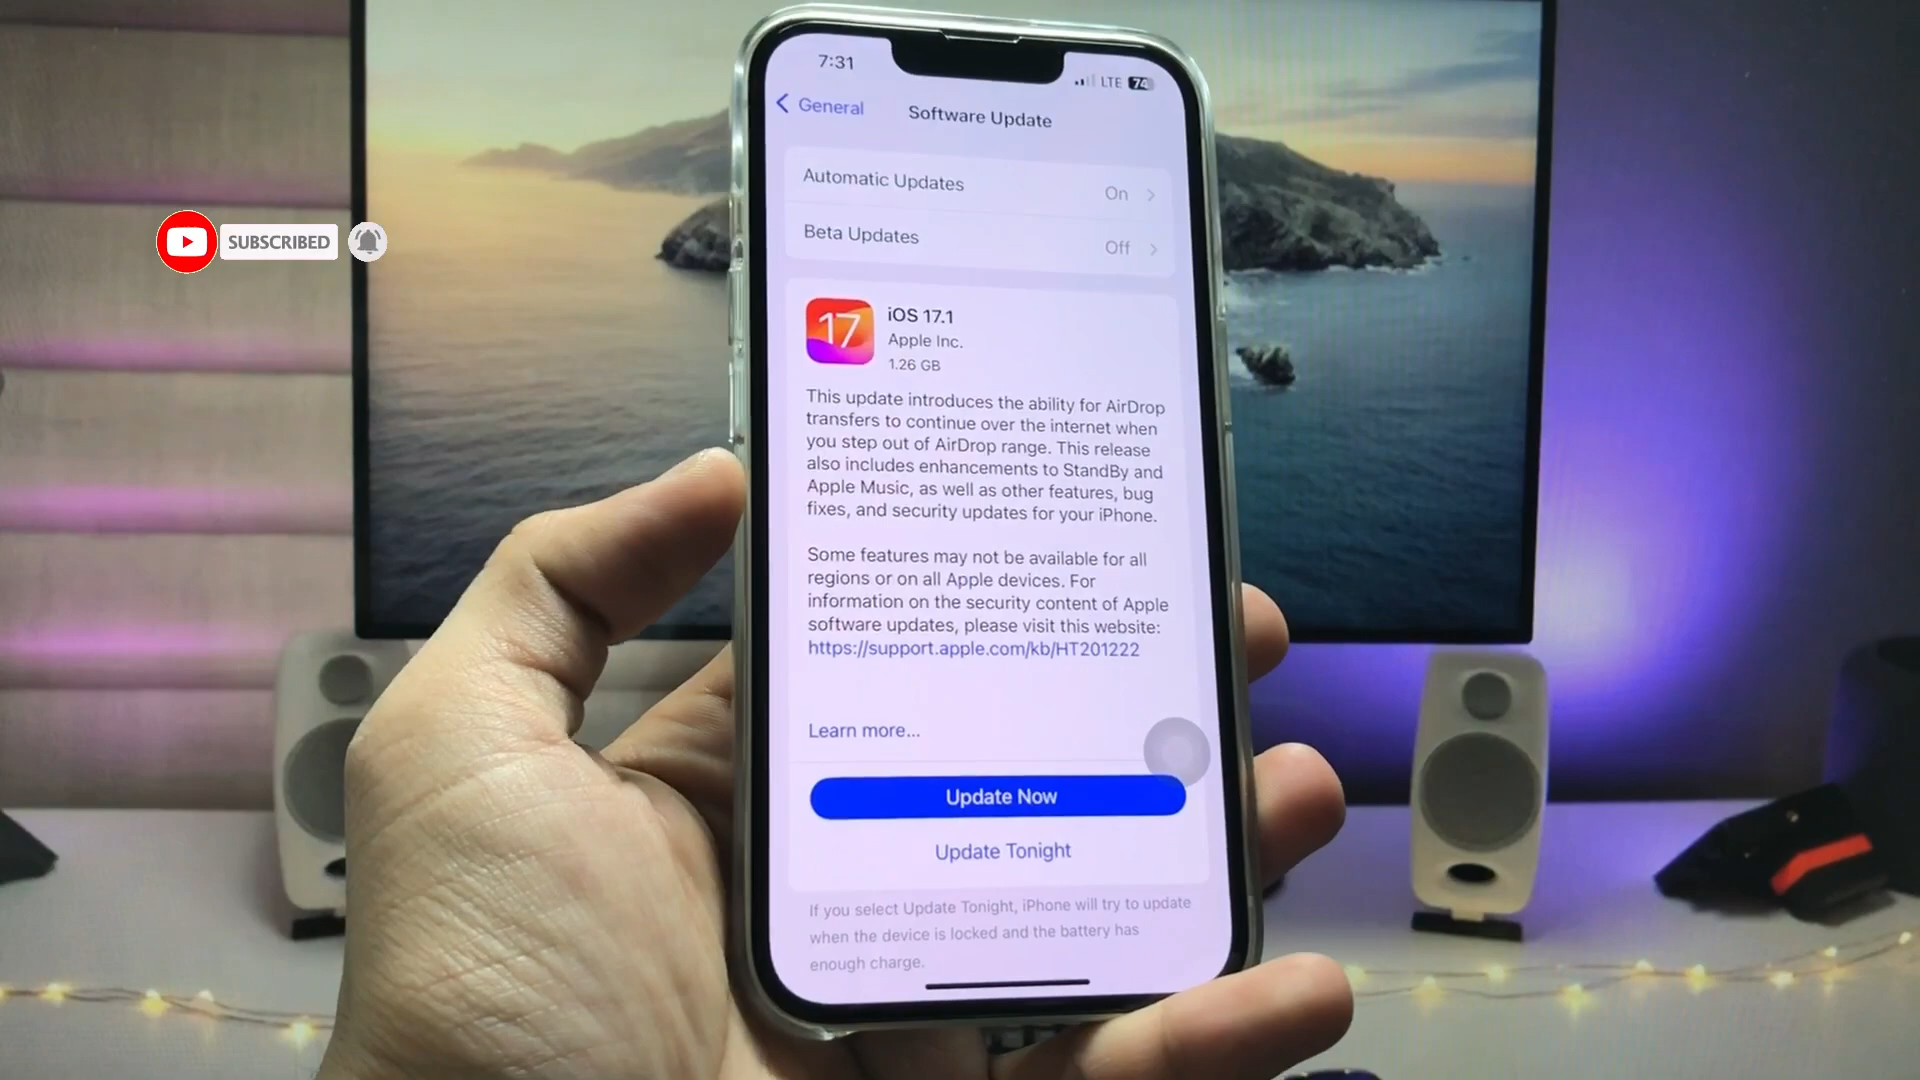 7:31
LTE 74
General
Software Update
Automatic Updates
On
Beta Updates
Off
17
iOS 17.1
Apple Inc.
1.26 GB
This update introduces the ability for AirDrop
transfers to continue over the internet when
you step out of AirDrop range. This release
also includes enhancements to StandBy and
Apple Music, as well as other features, bug
fixes, and security updates for your iPhone.
Some features may not be available for all
regions or on all Apple devices. For
information on the security content of Apple
software updates, please visit this website:
https://support.apple.com/kb/HT201222
Learn more...
Update Now
Update Tonight
If you select Update Tonight, iPhone will try to update
when the device is locked and the battery has
enough charge.
SUBSCRIBED